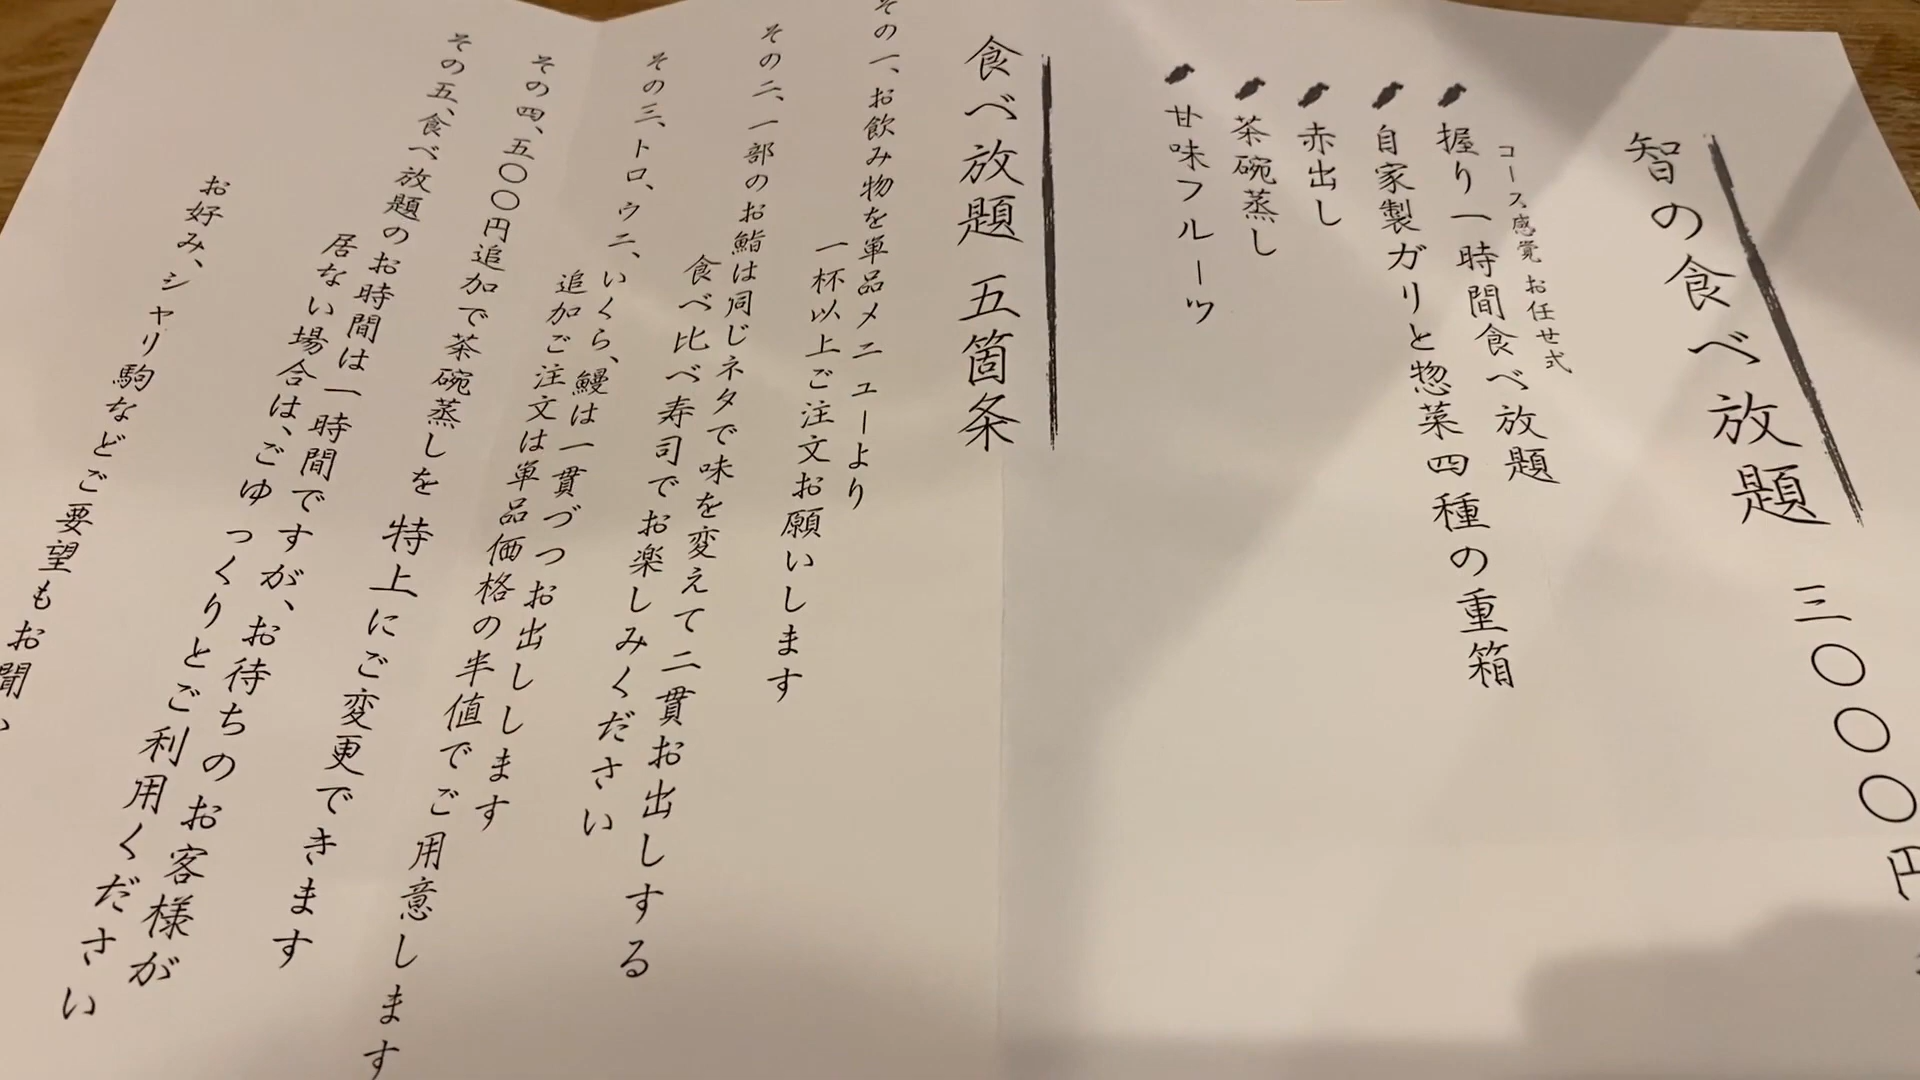 智の食べ放題 三〇〇〇円
コース感覚 お任せ式
握り一時間食べ放題
自家製ガリと惣菜四種の重箱
赤出し
茶碗蒸し
甘味フルーツ
食べ放題 五箇条
その一、お飲み物を単品メニューより
一杯以上ご注文お願いします
その二、一部のお鮨は同じネタで味を変えて二貫お出しする
食べ比べ寿司でお楽しみください
その三、トロ、ウニ、いくら、鰻は一貫づつお出しします
追加ご注文は単品価格の半値でご用意します
その四、五〇〇円追加で茶碗蒸しを特上にご変更できます
その五、食べ放題のお時間は一時間ですが、お待ちのお客様が
居ない場合は、ごゆっくりとご利用ください
お好み、シャリ駒などご要望もお聞